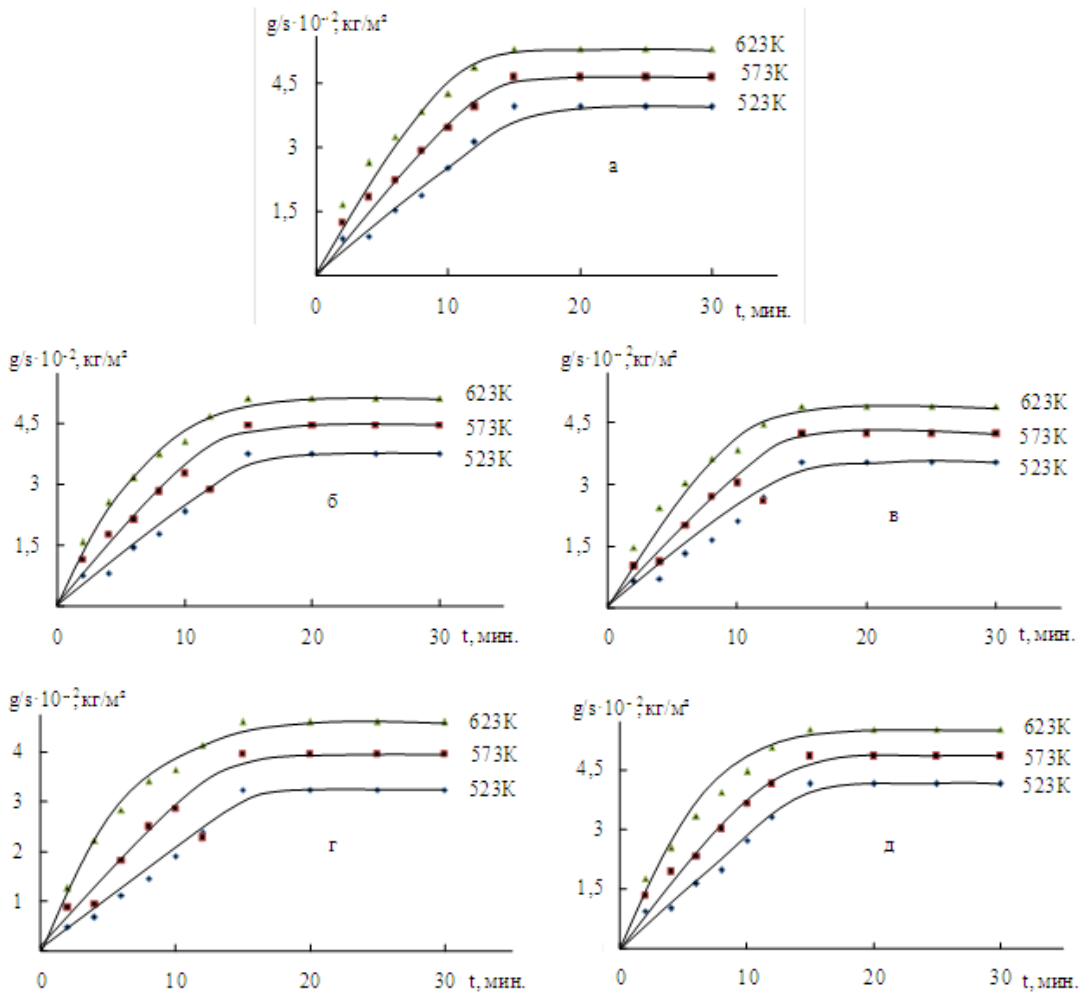 g/s·10⁻², кг/м²
623К
573К
523К
4,5
3
1,5
а
0 10 20 30 t, мин.
g/s·10⁻², кг/м²
623К
573К
523К
4,5
3
1,5
б
0 10 20 30 t, мин.
g/s·10⁻², кг/м²
623К
573К
523К
4,5
3
1,5
в
0 10 20 30 t, мин.
g/s·10⁻², кг/м²
623К
573К
523К
4
3
2
1
г
0 10 20 30 t, мин.
g/s·10⁻², кг/м²
623К
573К
523К
4,5
3
1,5
д
0 10 20 30 t, мин.